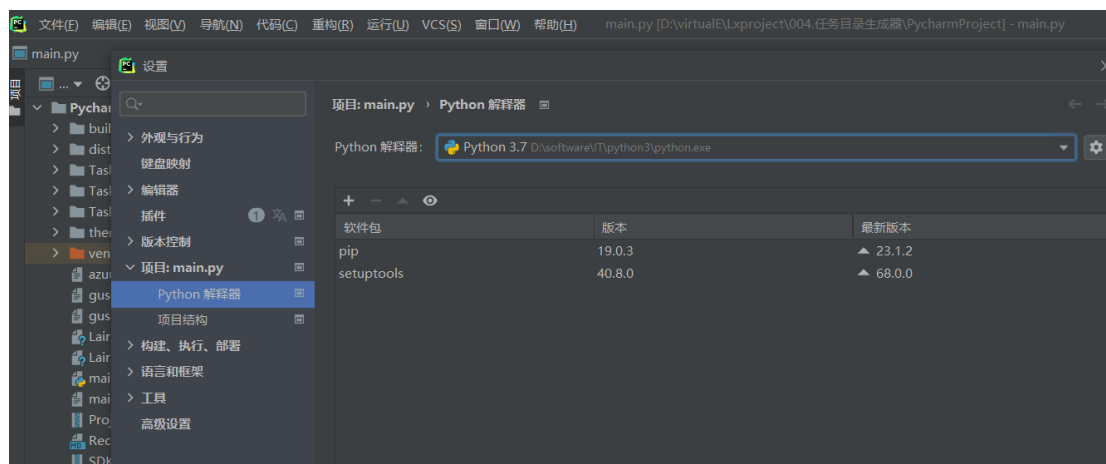 文件(F) 编辑(E) 视图(V) 导航(N) 代码(C) 重构(R) 运行(U) VCS(S) 窗口(W) 帮助(H) main.py [D:\virtualE\Lxproject\004.任务目录生成器\PycharmProject] - main.py
main.py
设置
项目
...
Pychar
项目: main.py › Python 解释器
buil
外观与行为
dist
Python 解释器: Python 3.7 D:\software\IT\python3\python.exe
键盘映射
Tasl
编辑器
Tasl
插件 1
Tasl
软件包 版本 最新版本
ther
版本控制
pip 19.0.3 23.1.2
ven
项目: main.py
setuptools 40.8.0 68.0.0
azur
Python 解释器
gus
项目结构
gus
构建、执行、部署
Lair
语言和框架
Lair
工具
mai
高级设置
mai
Proj
Rec
SDK